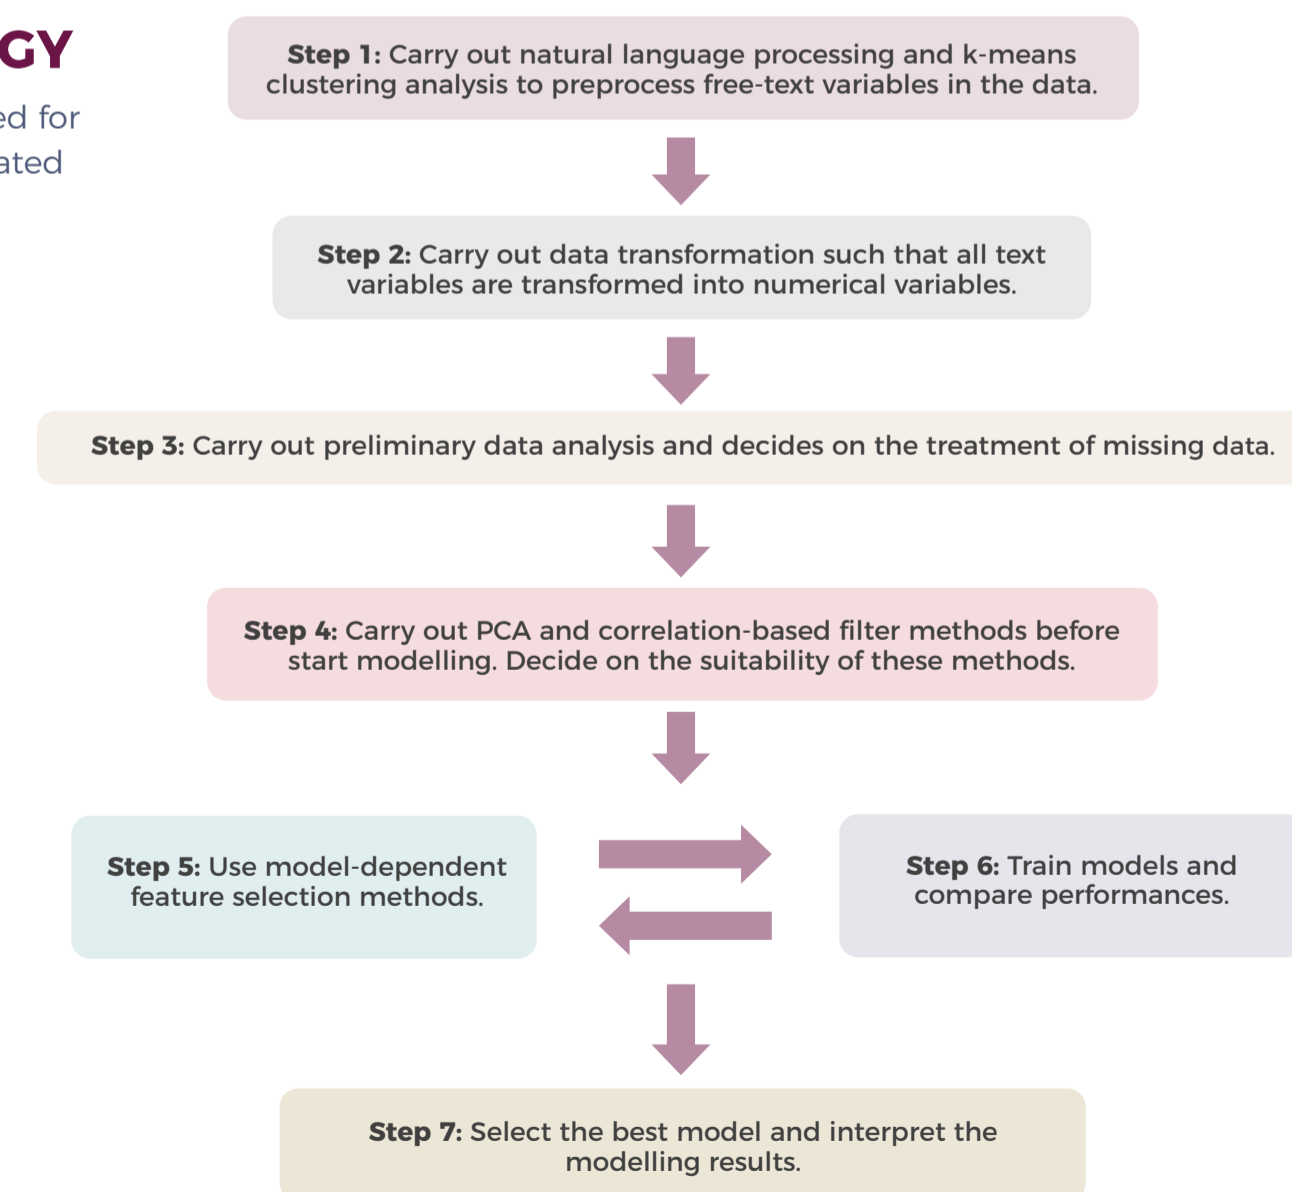 GY
ed for
ated
Step 1: Carry out natural language processing and k-means
clustering analysis to preprocess free-text variables in the data.
Step 2: Carry out data transformation such that all text
variables are transformed into numerical variables.
Step 3: Carry out preliminary data analysis and decides on the treatment of missing data.
Step 4: Carry out PCA and correlation-based filter methods before
start modelling. Decide on the suitability of these methods.
Step 5: Use model-dependent
feature selection methods.
Step 6: Train models and
compare performances.
Step 7: Select the best model and interpret the
modelling results.